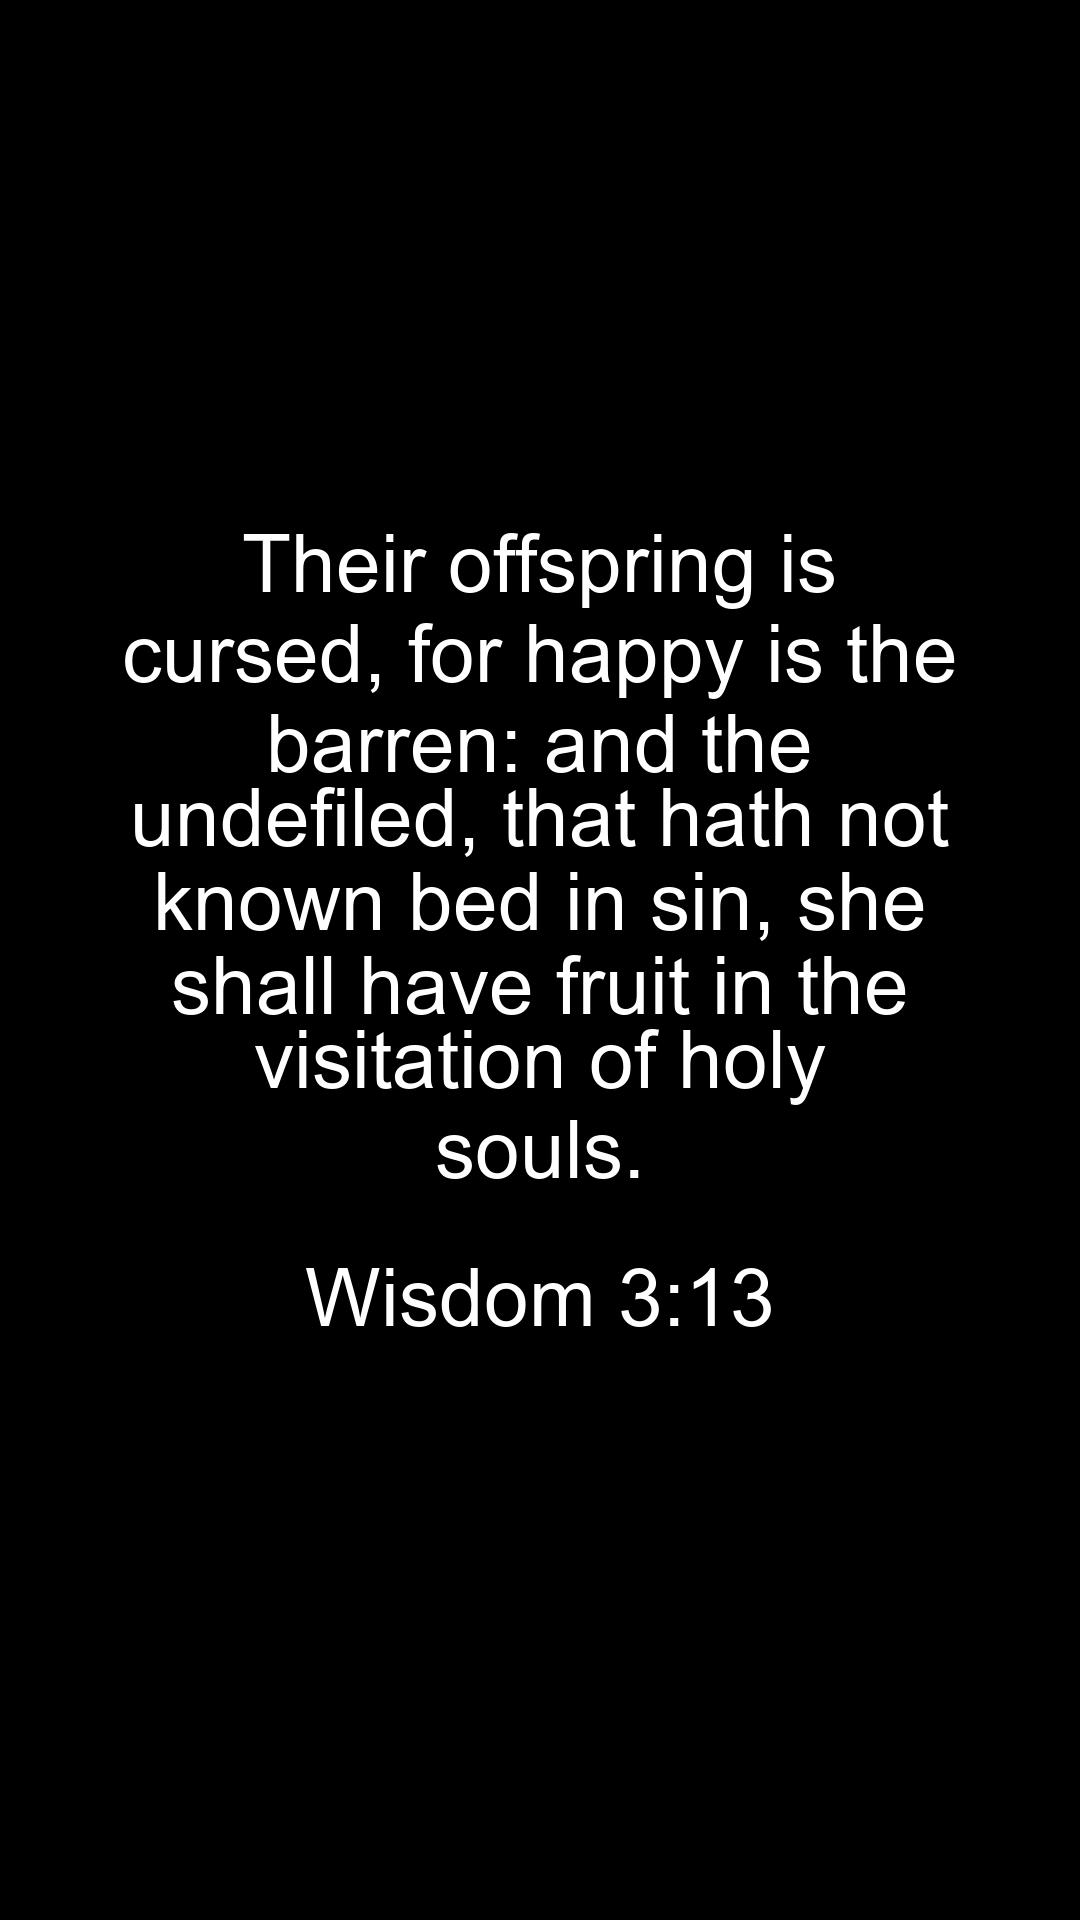 Their offspring is
cursed, for happy is the
barren: and the
undefiled, that hath not
known bed in sin, she
shall have fruit in the
visitation of holy
souls.
Wisdom 3:13